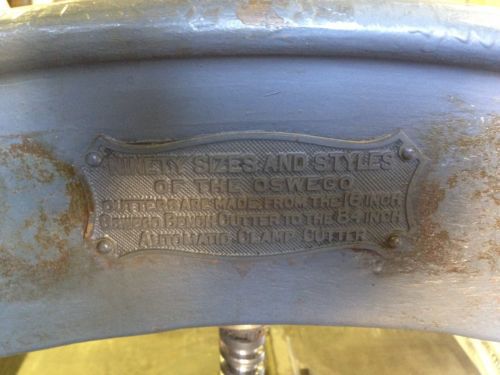 NINETY SIZES AND STYLES
OF THE OSWEGO
CUTTERS ARE MADE FROM THE 16 INCH
OSWEGO BENCH CUTTER TO THE 84 INCH
AUTOMATIC CLAMP CUTTER